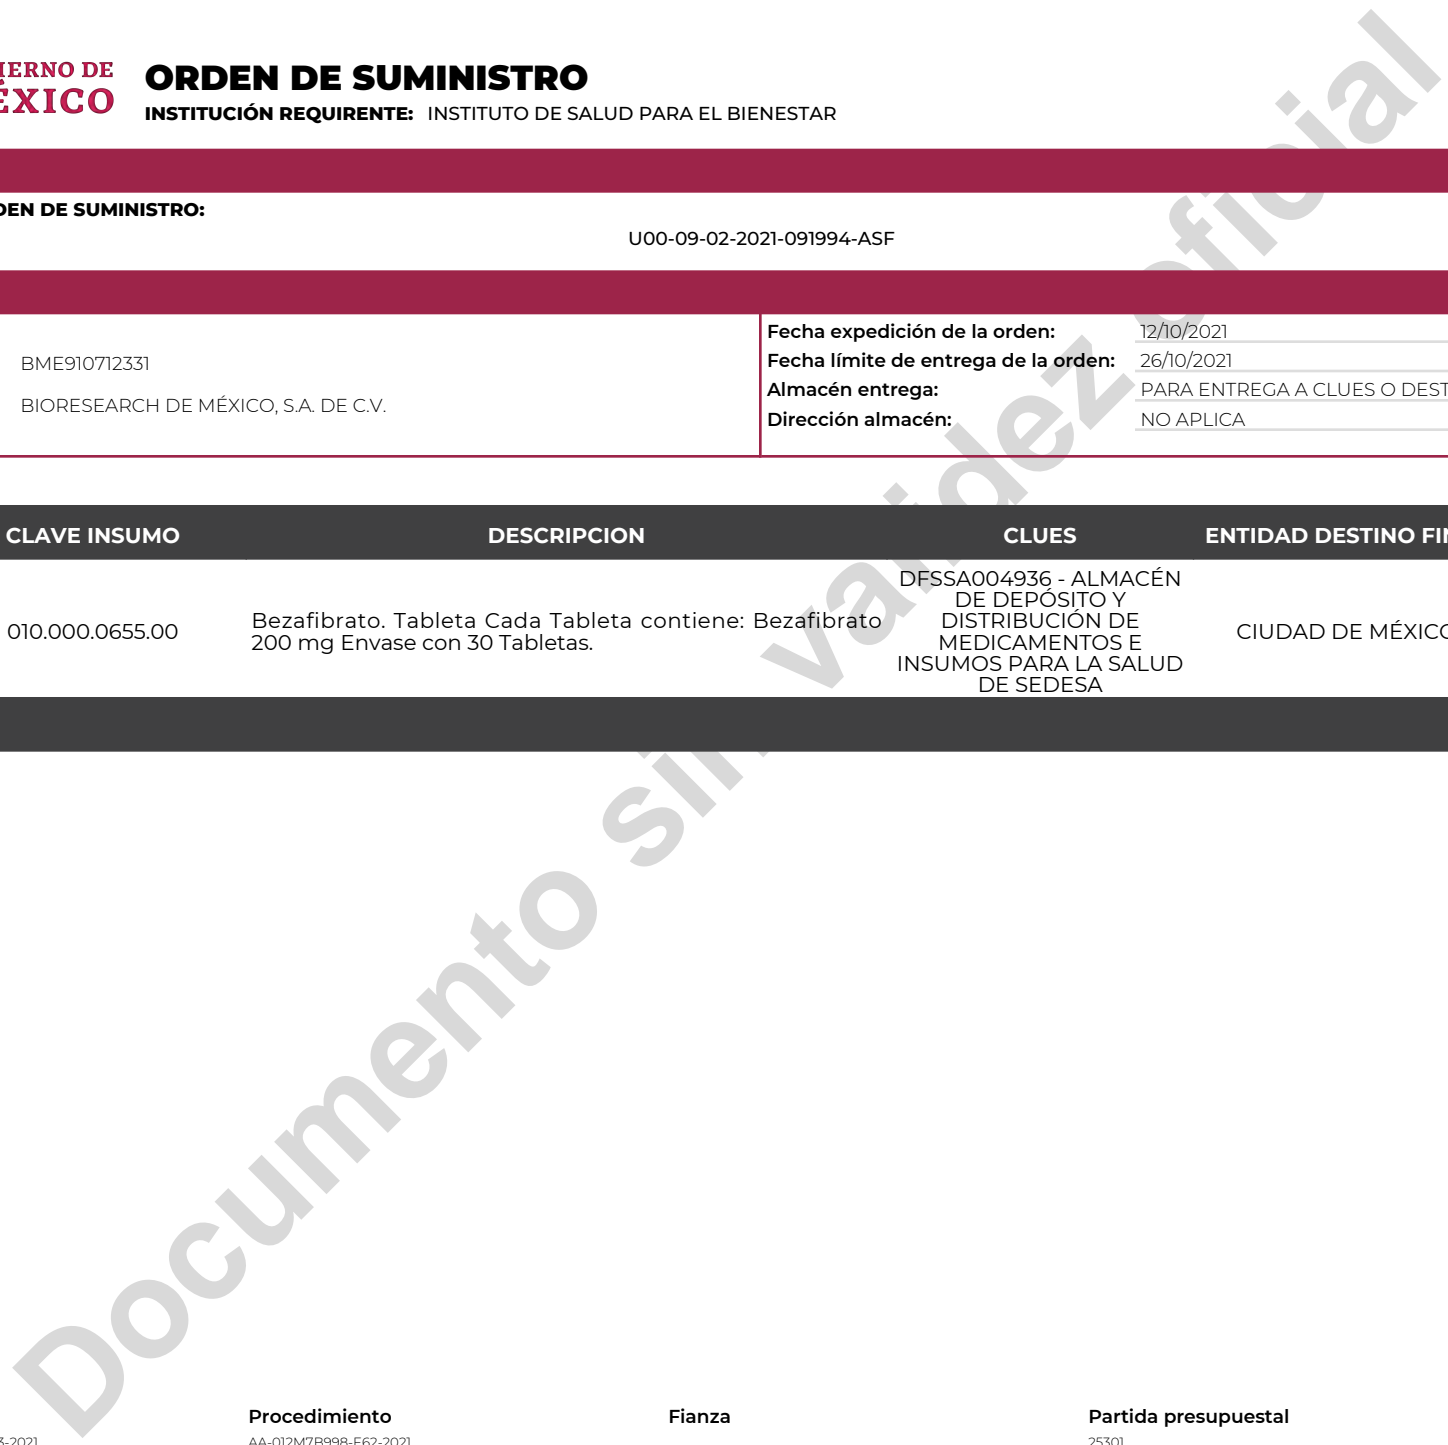 IERNO DE
ÉXICO
ORDEN DE SUMINISTRO
INSTITUCIÓN REQUIRENTE: INSTITUTO DE SALUD PARA EL BIENESTAR
DEN DE SUMINISTRO:
U00-09-02-2021-091994-ASF
BME910712331
BIORESEARCH DE MÉXICO, S.A. DE C.V.
Fecha expedición de la orden: 12/10/2021
Fecha límite de entrega de la orden: 26/10/2021
Almacén entrega: PARA ENTREGA A CLUES O DEST
Dirección almacén: NO APLICA
CLAVE INSUMO DESCRIPCION CLUES ENTIDAD DESTINO FIN
010.000.0655.00
Bezafibrato. Tableta Cada Tableta contiene: Bezafibrato
200 mg Envase con 30 Tabletas.
DFSSA004936 - ALMACÉN
DE DEPÓSITO Y
DISTRIBUCIÓN DE
MEDICAMENTOS E
INSUMOS PARA LA SALUD
DE SEDESA
CIUDAD DE MÉXICO
Documento sin validez oficial
Procedimiento Fianza Partida presupuestal
3-2021 AA-012M7B998-E62-2021 25301